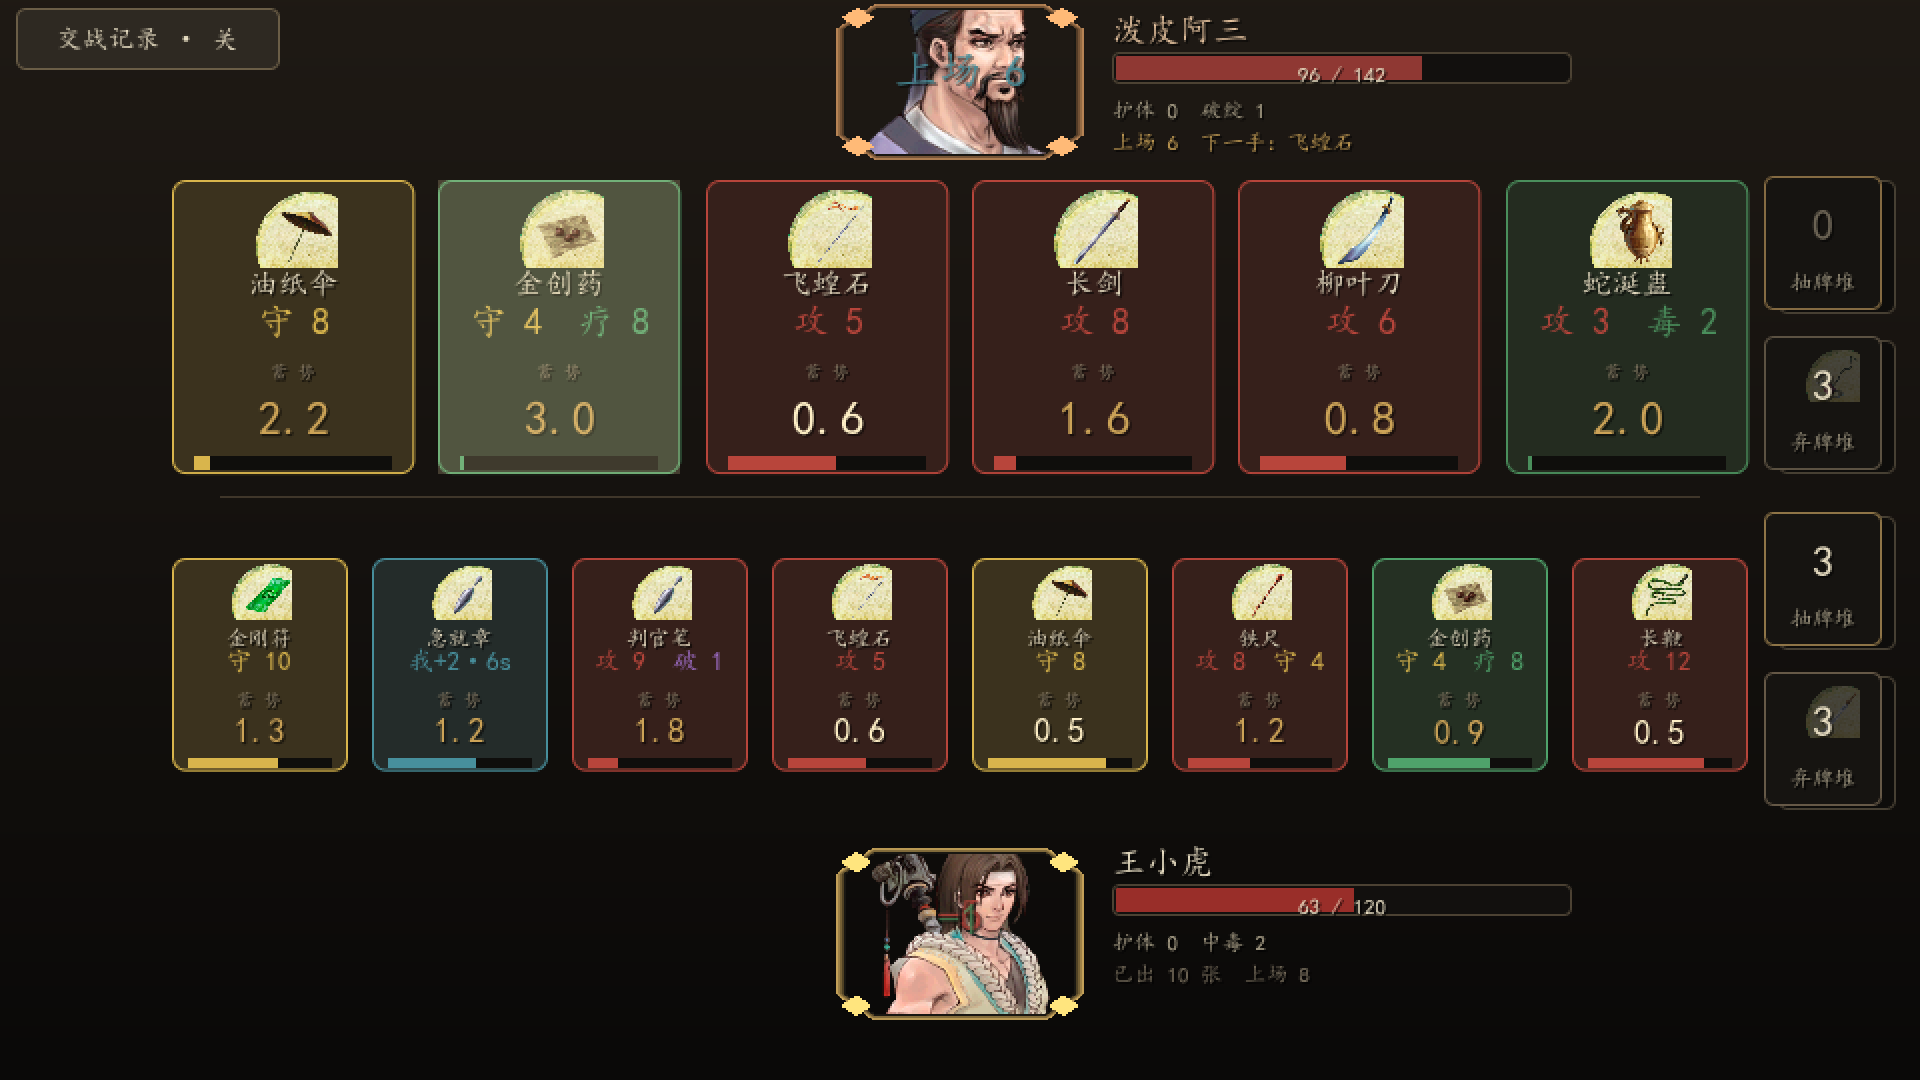 交战记录 · 关
上场 6
泼皮阿三
96 / 142
护体 0 破绽 1
上场 6 下一手: 飞蝗石
油纸伞
守 8
蓄势
2.2
金创药
守 4 疗 8
蓄势
3.0
飞蝗石
攻 5
蓄势
0.6
长剑
攻 8
蓄势
1.6
柳叶刀
攻 6
蓄势
0.8
蛇涎蛊
攻 3 毒 2
蓄势
2.0
0
抽牌堆
3
弃牌堆
金刚符
守 10
蓄势
1.3
急就章
我+2·6s
蓄势
1.2
判官笔
攻 9 破 1
蓄势
1.8
飞蝗石
攻 5
蓄势
0.6
油纸伞
守 8
蓄势
0.5
铁尺
攻 8 守 4
蓄势
1.2
金创药
守 4 疗 8
蓄势
0.9
长鞭
攻 12
蓄势
0.5
3
抽牌堆
3
弃牌堆
王小虎
63 / 120
护体 0 中毒 2
已出 10 张 上场 8